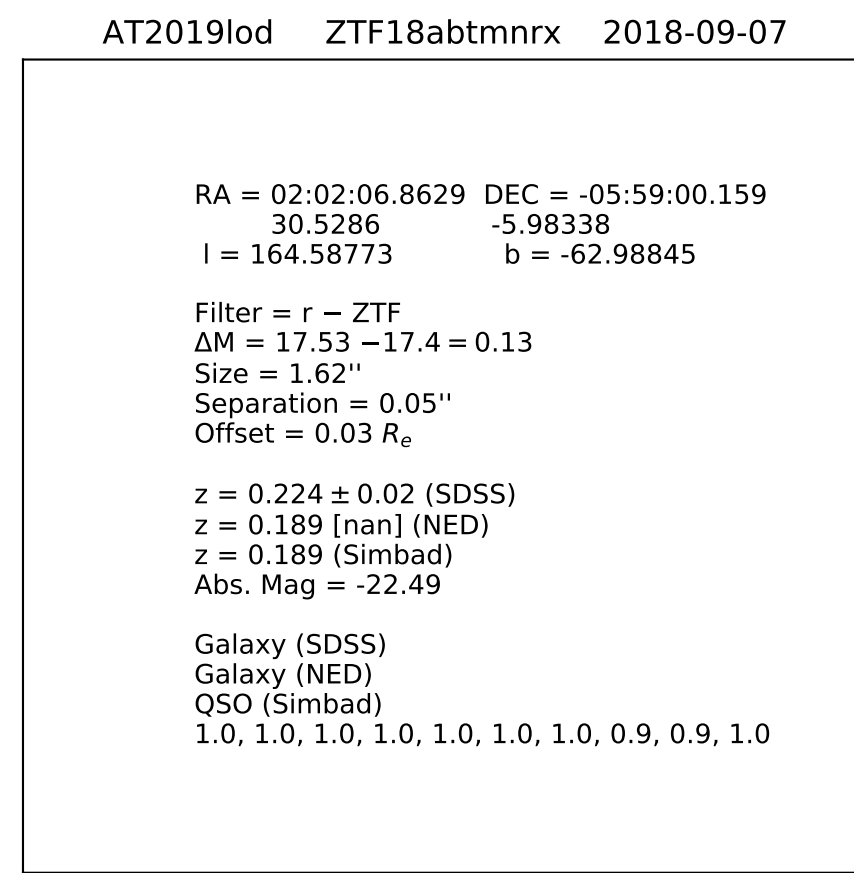 AT2019lod ZTF18abtmnrx 2018-09-07
RA = 02:02:06.8629 DEC = -05:59:00.159
30.5286 -5.98338
l = 164.58773 b = -62.98845
Filter = r − ZTF
ΔM = 17.53 −17.4 = 0.13
Size = 1.62''
Separation = 0.05''
Offset = 0.03 Rₑ
z = 0.224 ± 0.02 (SDSS)
z = 0.189 [nan] (NED)
z = 0.189 (Simbad)
Abs. Mag = -22.49
Galaxy (SDSS)
Galaxy (NED)
QSO (Simbad)
1.0, 1.0, 1.0, 1.0, 1.0, 1.0, 1.0, 0.9, 0.9, 1.0